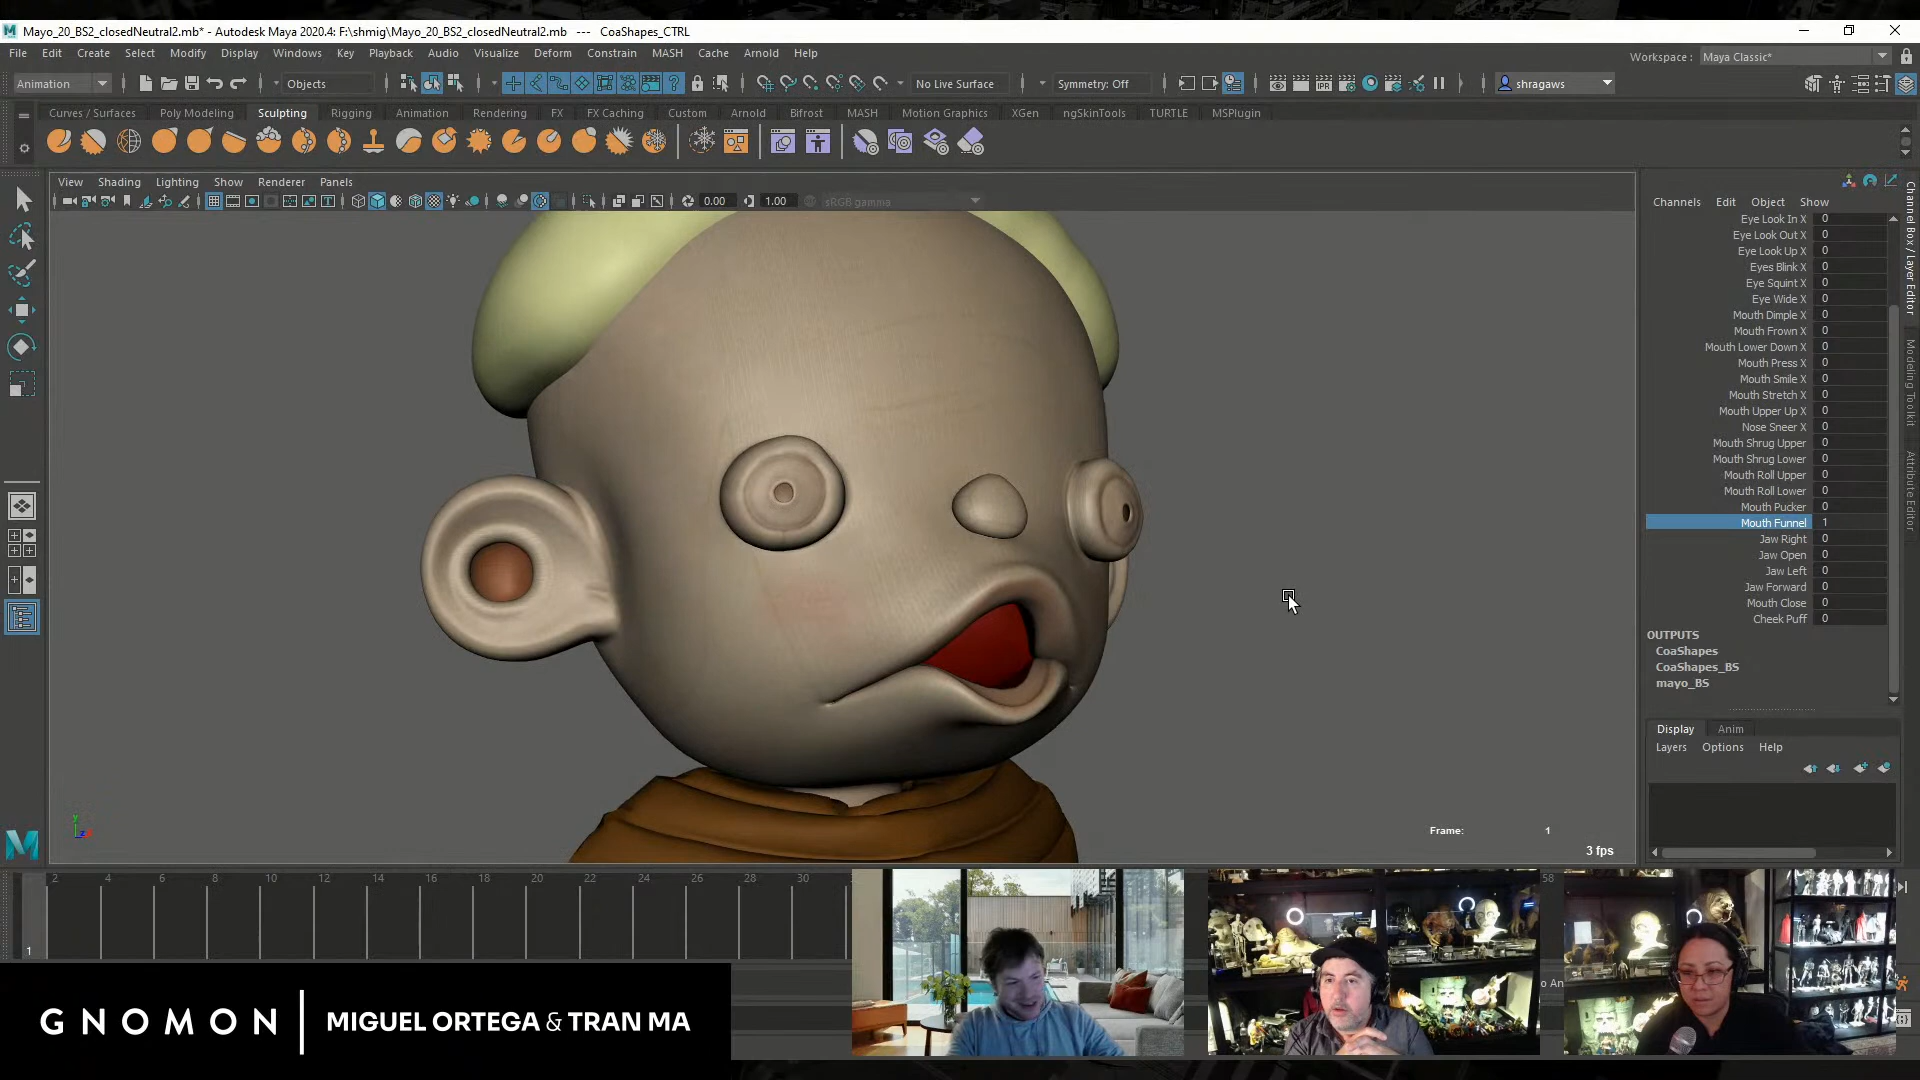 Mayo_20_BS2_closedNeutral2.mb* - Autodesk Maya 2020.4: F:\shmig\Mayo_20_BS2_closedNeutral2.mb --- CoaShapes_CTRL
File Edit Create Select Modify Display Windows Key Playback Audio Visualize Deform Constrain MASH Cache Arnold Help
Workspace : Maya Classic*
Animation Objects No Live Surface Symmetry: Off shragaws
Curves / Surfaces Poly Modeling Sculpting Rigging Animation Rendering FX FX Caching Custom Arnold Bifrost MASH Motion Graphics XGen ngSkinTools TURTLE MSPlugin
View Shading Lighting Show Renderer Panels
0.00 1.00 sRGB gamma
Channels Edit Object Show
Eye Look In X 0
Eye Look Out X 0
Eye Look Up X 0
Eyes Blink X 0
Eye Squint X 0
Eye Wide X 0
Mouth Dimple X 0
Mouth Frown X 0
Mouth Lower Down X 0
Mouth Press X 0
Mouth Smile X 0
Mouth Stretch X 0
Mouth Upper Up X 0
Nose Sneer X 0
Mouth Shrug Upper 0
Mouth Shrug Lower 0
Mouth Roll Upper 0
Mouth Roll Lower 0
Mouth Pucker 0
Mouth Funnel 1
Jaw Right 0
Jaw Open 0
Jaw Left 0
Jaw Forward 0
Mouth Close 0
Cheek Puff 0
OUTPUTS
CoaShapes
CoaShapes_BS
mayo_BS
Display Anim
Layers Options Help
Channel Box / Layer Editor
Modeling Toolkit
Attribute Editor
Frame: 1
3 fps
2 4 6 8 10 12 14 16 18 20 22 24 26 28 30 58
1
GNOMON | MIGUEL ORTEGA & TRAN MA